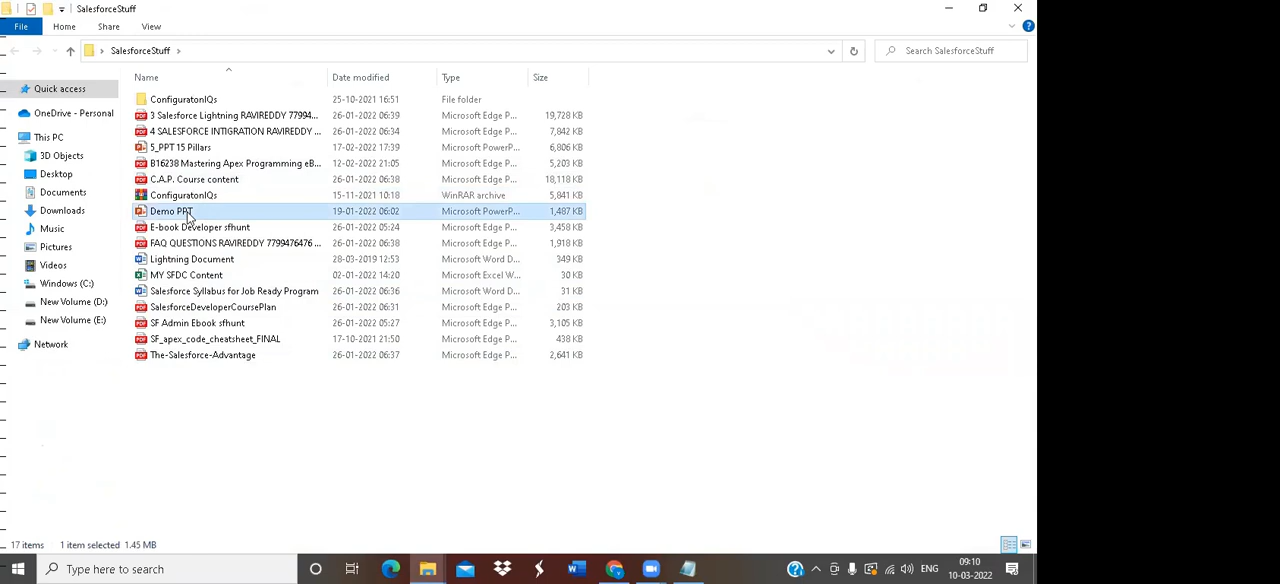 SalesforceStuff
File Home Share View
SalesforceStuff
Search SalesforceStuff
Name Date modified Type Size
Quick access
OneDrive - Personal
This PC
3D Objects
Desktop
Documents
Downloads
Music
Pictures
Videos
Windows (C:)
New Volume (D:)
New Volume (E:)
Network
ConfiguratonIQs 25-10-2021 16:51 File folder
3 Salesforce Lightning RAVIREDDY 77994... 26-01-2022 06:39 Microsoft Edge P... 19,728 KB
4 SALESFORCE INTIGRATION RAVIREDDY ... 26-01-2022 06:34 Microsoft Edge P... 7,842 KB
5_PPT 15 Pillars 17-02-2022 17:39 Microsoft PowerP... 6,806 KB
B16238 Mastering Apex Programming eB... 12-02-2022 21:05 Microsoft Edge P... 5,203 KB
C.A.P. Course content 26-01-2022 06:38 Microsoft Edge P... 18,118 KB
ConfiguratonIQs 15-11-2021 10:18 WinRAR archive 5,841 KB
Demo PPT 19-01-2022 06:02 Microsoft PowerP... 1,487 KB
E-book Developer sfhunt 26-01-2022 05:24 Microsoft Edge P... 3,458 KB
FAQ QUESTIONS RAVIREDDY 7799476476 ... 26-01-2022 06:38 Microsoft Edge P... 1,918 KB
Lightning Document 28-03-2019 12:53 Microsoft Word D... 349 KB
MY SFDC Content 02-01-2022 14:20 Microsoft Excel W... 30 KB
Salesforce Syllabus for Job Ready Program 26-01-2022 06:36 Microsoft Word D... 31 KB
SalesforceDeveloperCoursePlan 26-01-2022 06:31 Microsoft Edge P... 203 KB
SF Admin Ebook sfhunt 26-01-2022 05:27 Microsoft Edge P... 3,105 KB
SF_apex_code_cheatsheet_FINAL 17-10-2021 21:50 Microsoft Edge P... 438 KB
The-Salesforce-Advantage 26-01-2022 06:37 Microsoft Edge P... 2,641 KB
17 items 1 item selected 1.45 MB
Type here to search
ENG
09:10
10-03-2022